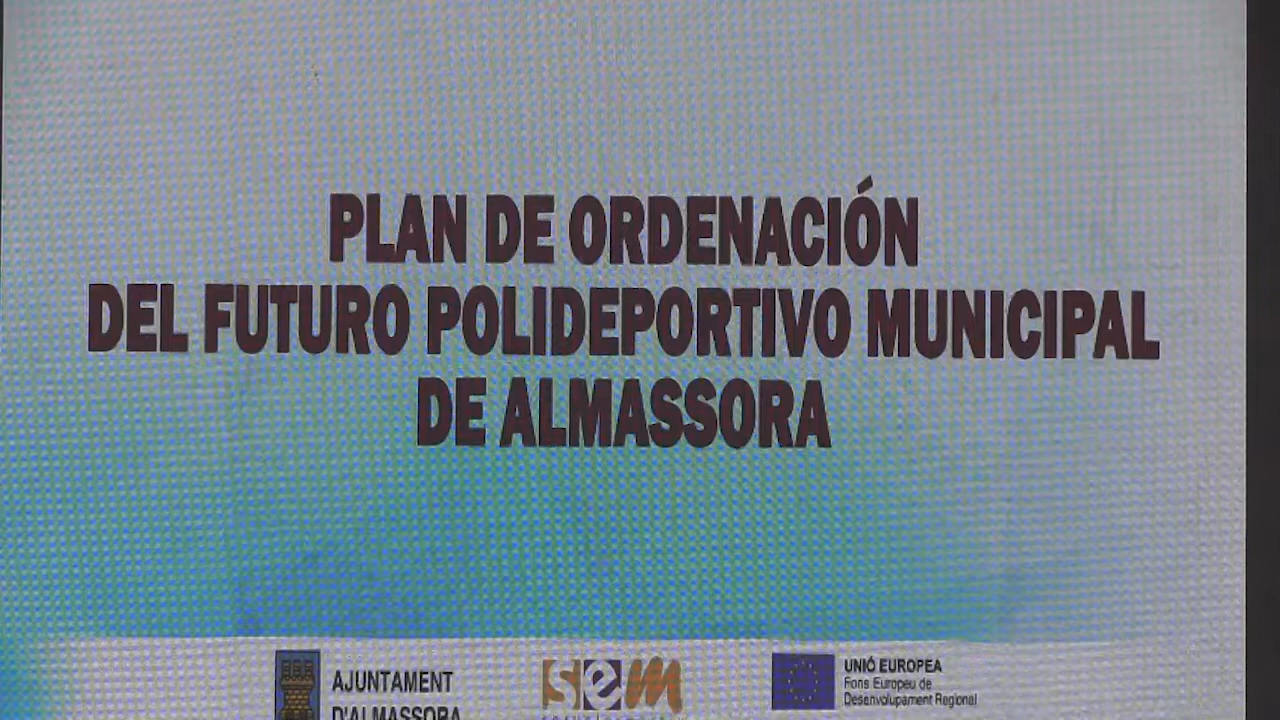 PLAN DE ORDENACIÓN
DEL FUTURO POLIDEPORTIVO MUNICIPAL
DE ALMASSORA
AJUNTAMENT
D'ALMASSORA
sem
UNIÓ EUROPEA
Fons Europeu de
Desenvolupament Regional